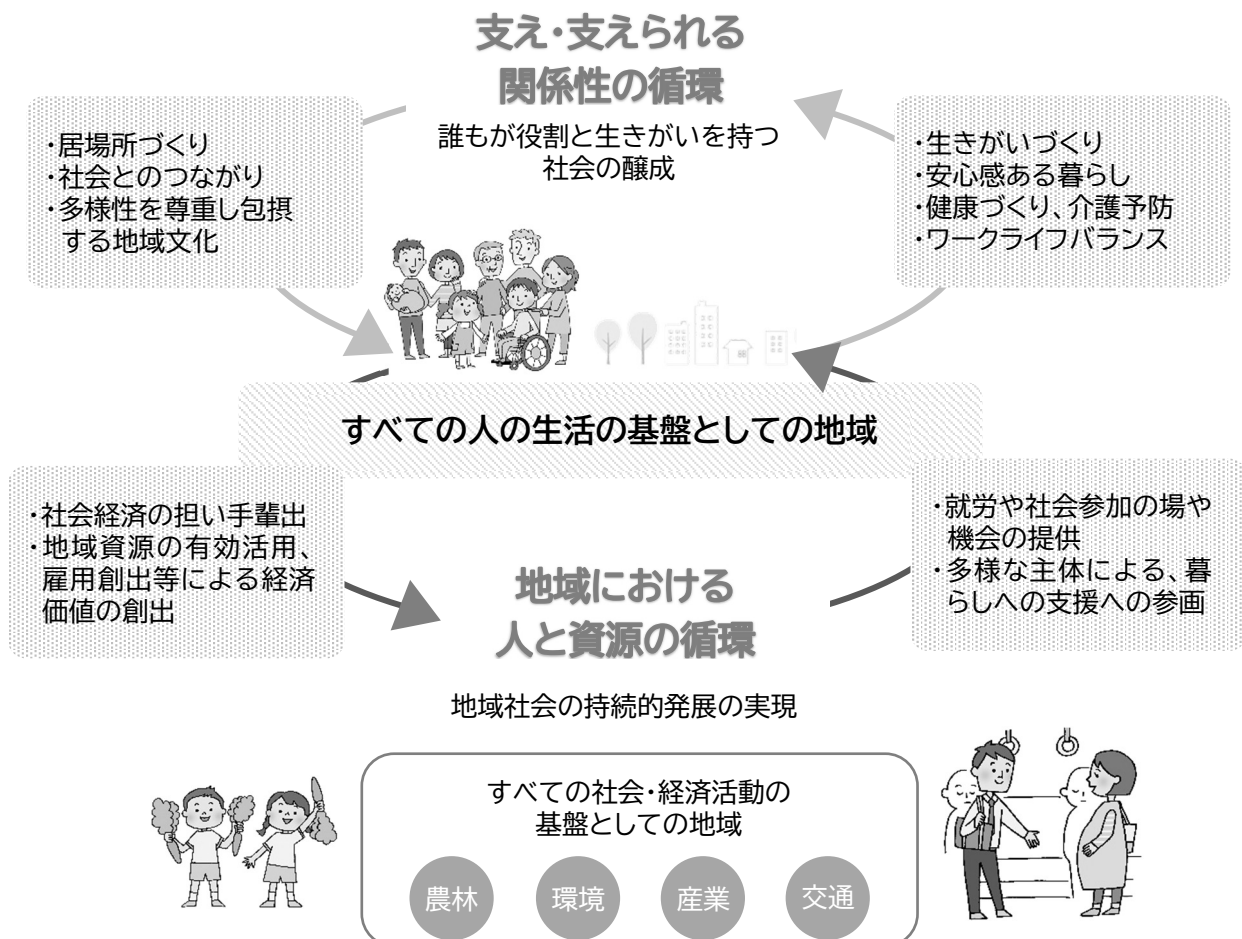 支え・支えられる
関係性の循環
誰もが役割と生きがいを持つ
社会の醸成
・居場所づくり
・社会とのつながり
・多様性を尊重し包摂
する地域文化
・生きがいづくり
・安心感ある暮らし
・健康づくり、介護予防
・ワークライフバランス
すべての人の生活の基盤としての地域
・社会経済の担い手輩出
・地域資源の有効活用、
雇用創出等による経済
価値の創出
・就労や社会参加の場や
機会の提供
・多様な主体による、暮
らしへの支援への参画
地域における
人と資源の循環
地域社会の持続的発展の実現
すべての社会・経済活動の
基盤としての地域
農林
環境
産業
交通